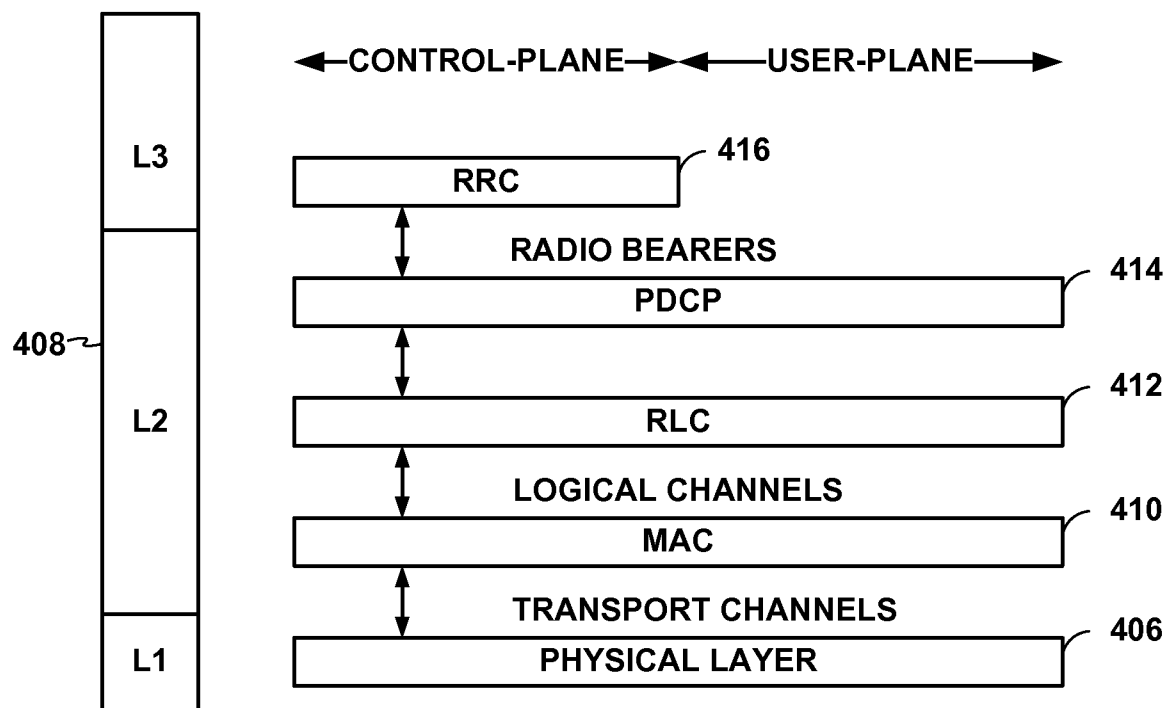 CONTROL-PLANE USER-PLANE
L3
416
RRC
RADIO BEARERS
414
PDCP
408
412
L2
RLC
LOGICAL CHANNELS
410
MAC
TRANSPORT CHANNELS
406
L1
PHYSICAL LAYER